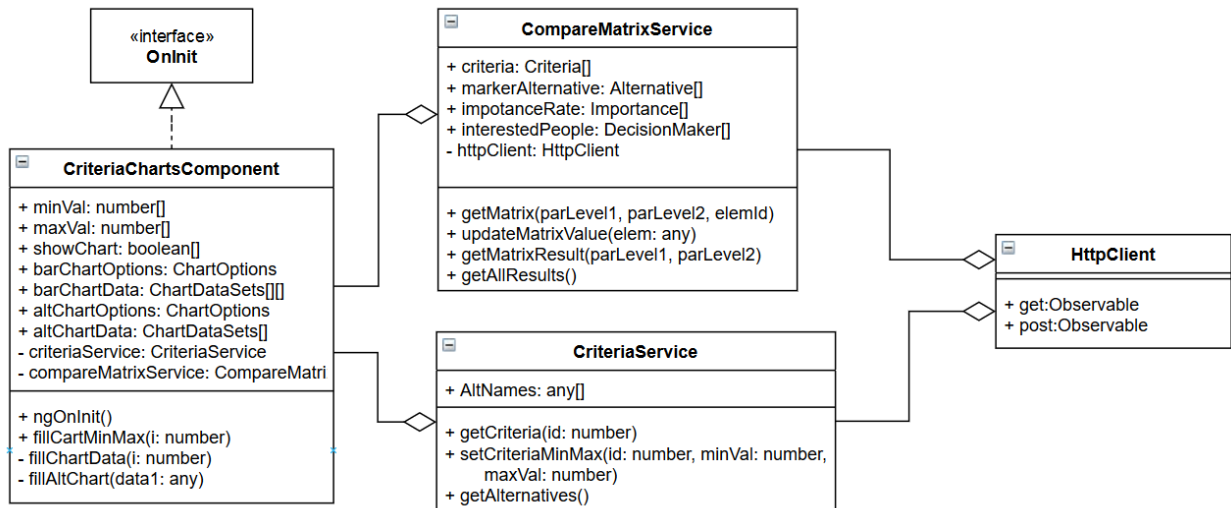 «interface»
OnInit
CriteriaChartsComponent
+ minVal: number[]
+ maxVal: number[]
+ showChart: boolean[]
+ barChartOptions: ChartOptions
+ barChartData: ChartDataSets[][]
+ altChartOptions: ChartOptions
+ altChartData: ChartDataSets[]
- criteriaService: CriteriaService
- compareMatrixService: CompareMatri
+ ngOnInit()
+ fillCartMinMax(i: number)
- fillChartData(i: number)
- fillAltChart(data1: any)
CompareMatrixService
+ criteria: Criteria[]
+ markerAlternative: Alternative[]
+ impotanceRate: Importance[]
+ interestedPeople: DecisionMaker[]
- httpClient: HttpClient
+ getMatrix(parLevel1, parLevel2, elemId)
+ updateMatrixValue(elem: any)
+ getMatrixResult(parLevel1, parLevel2)
+ getAllResults()
CriteriaService
+ AltNames: any[]
+ getCriteria(id: number)
+ setCriteriaMinMax(id: number, minVal: number,
maxVal: number)
+ getAlternatives()
HttpClient
+ get:Observable
+ post:Observable